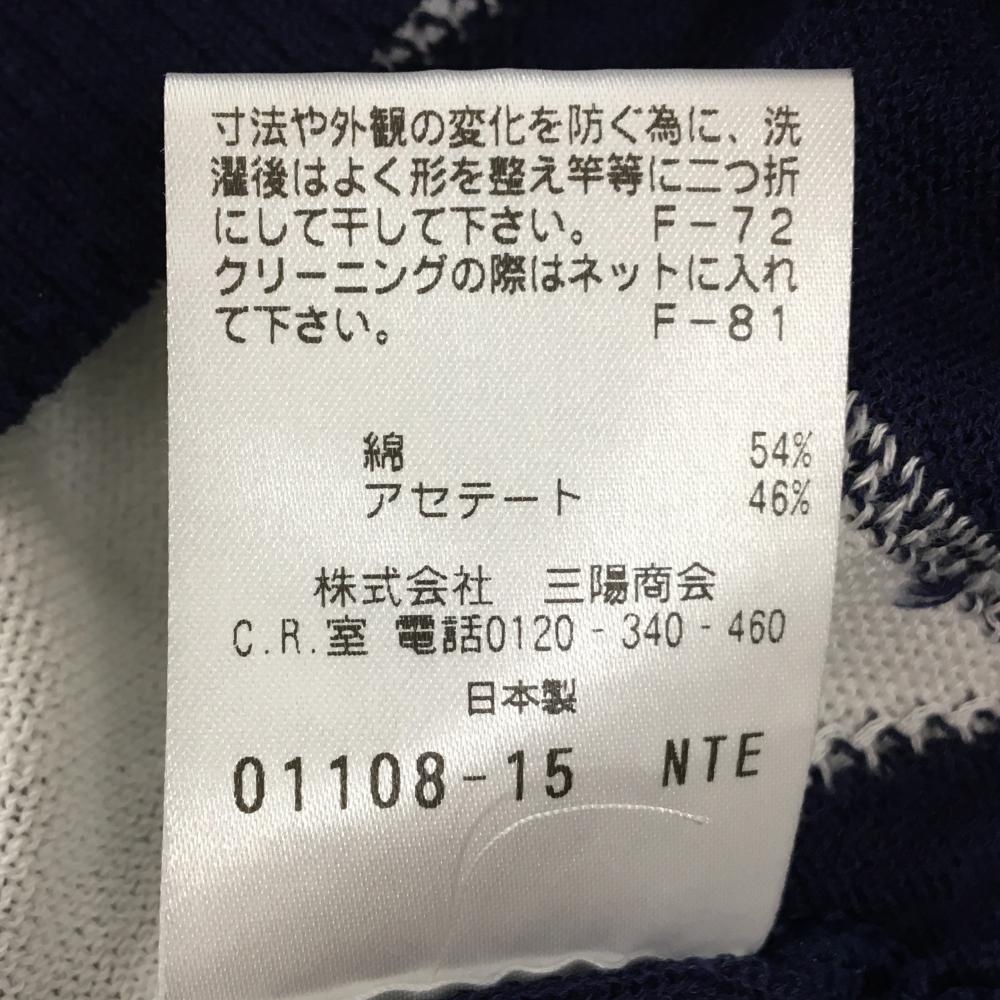 寸法や外観の変化を防ぐ為に、洗
濯後はよく形を整え竿等に二つ折
にして干して下さい。 F-72
クリーニングの際はネットに入れ
て下さい。 F-81
綿 54%
アセテート 46%
株式会社 三陽商会
C.R.室 電話0120-340-460
日本製
01108-15 NTE